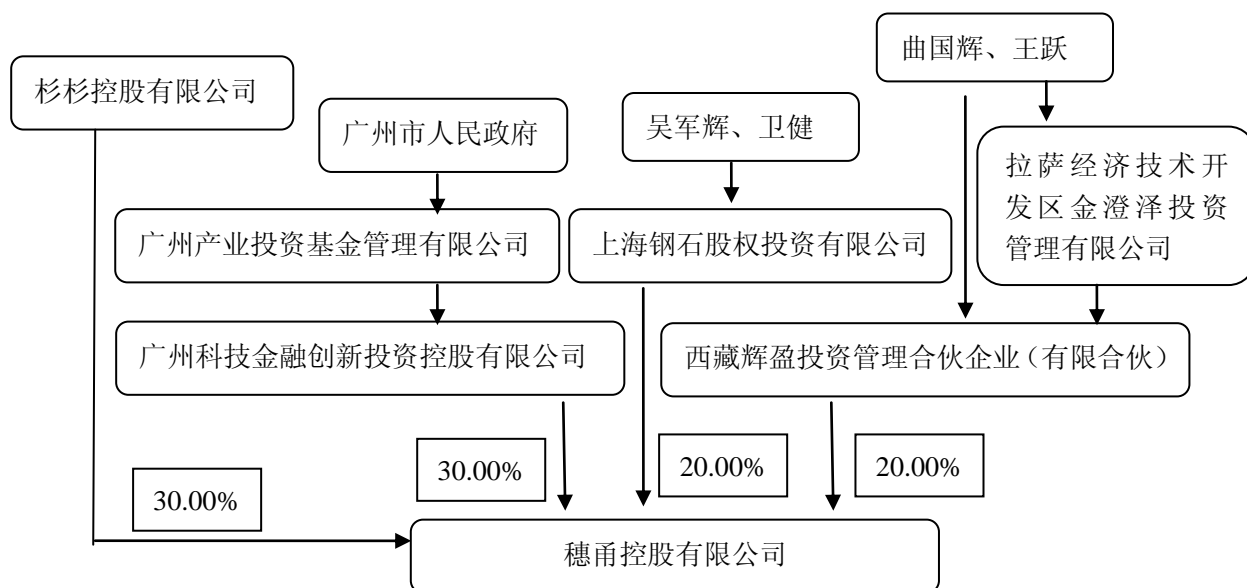 曲国辉、王跃
杉杉控股有限公司
广州市人民政府
吴军辉、卫健
拉萨经济技术开
发区金澄泽投资
管理有限公司
广州产业投资基金管理有限公司
上海钢石股权投资有限公司
广州科技金融创新投资控股有限公司
西藏辉盈投资管理合伙企业（有限合伙）
30.00%
30.00%
20.00%
20.00%
穗甬控股有限公司